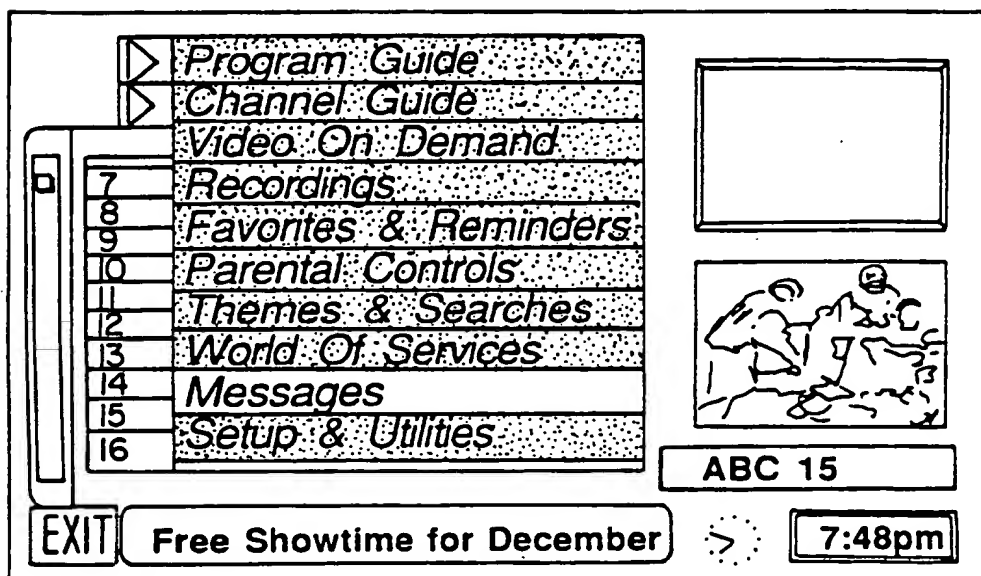 Program Guide
Channel Guide
Video On Demand
7 Recordings
8 Favorites & Reminders
9
10 Parental Controls
11 Themes & Searches
12
13 World Of Services
14 Messages
15 Setup & Utilities
16
ABC 15
EXIT Free Showtime for December 7:48pm